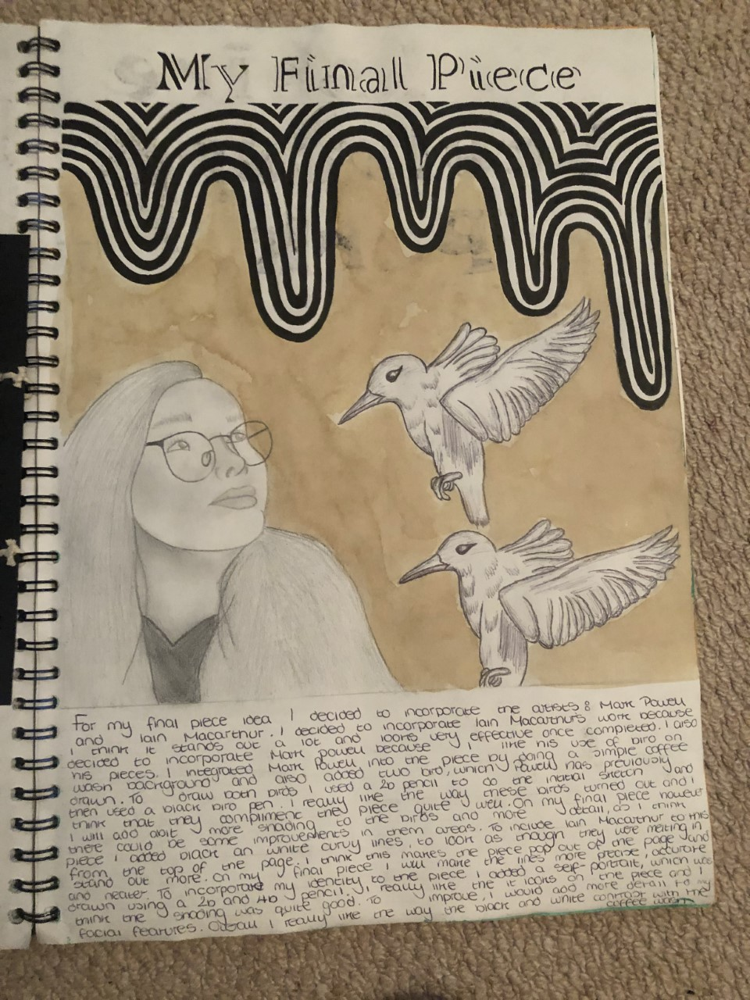 My Final Piece
For my final piece idea I decided to incorporate the artists : Mark Powell
and Iain Macarthur. I decided to incorporate Iain Macarthur's work because
I think it stands out a lot and looks very effective once completed. I also
decided to incorporate Mark Powell because I like his use of biro on
his pieces. I integrated Mark Powell into the piece by doing a simple coffee
wash background and also added two bird, which Powell has previously
drawn. To draw both birds I used a 2b pencil to do the initial sketch and
then used a black biro pen. I really like the way these birds turned out and I
think that they compliment the piece quite well. On my final piece however
I will add abit more shading to the birds and more detail, as I think
there could be some improvements in them areas. To include Iain Macarthur to this
piece I added black an white curvy lines, to look as though they were melting in
from the top of the page. I think this makes the piece pop out of the page and
stand out more. On my final piece I will make the lines more precise, accurate
and neater. To incorporate my identity to the piece I added a self-portrait, which was
drawn using a 2b and 4b pencil. I really like the it looks on the piece and I
think the shading was quite good. To improve, I would add more detail to my
facial features. Overall I really like the way the black and white contrast with the
coffee wash